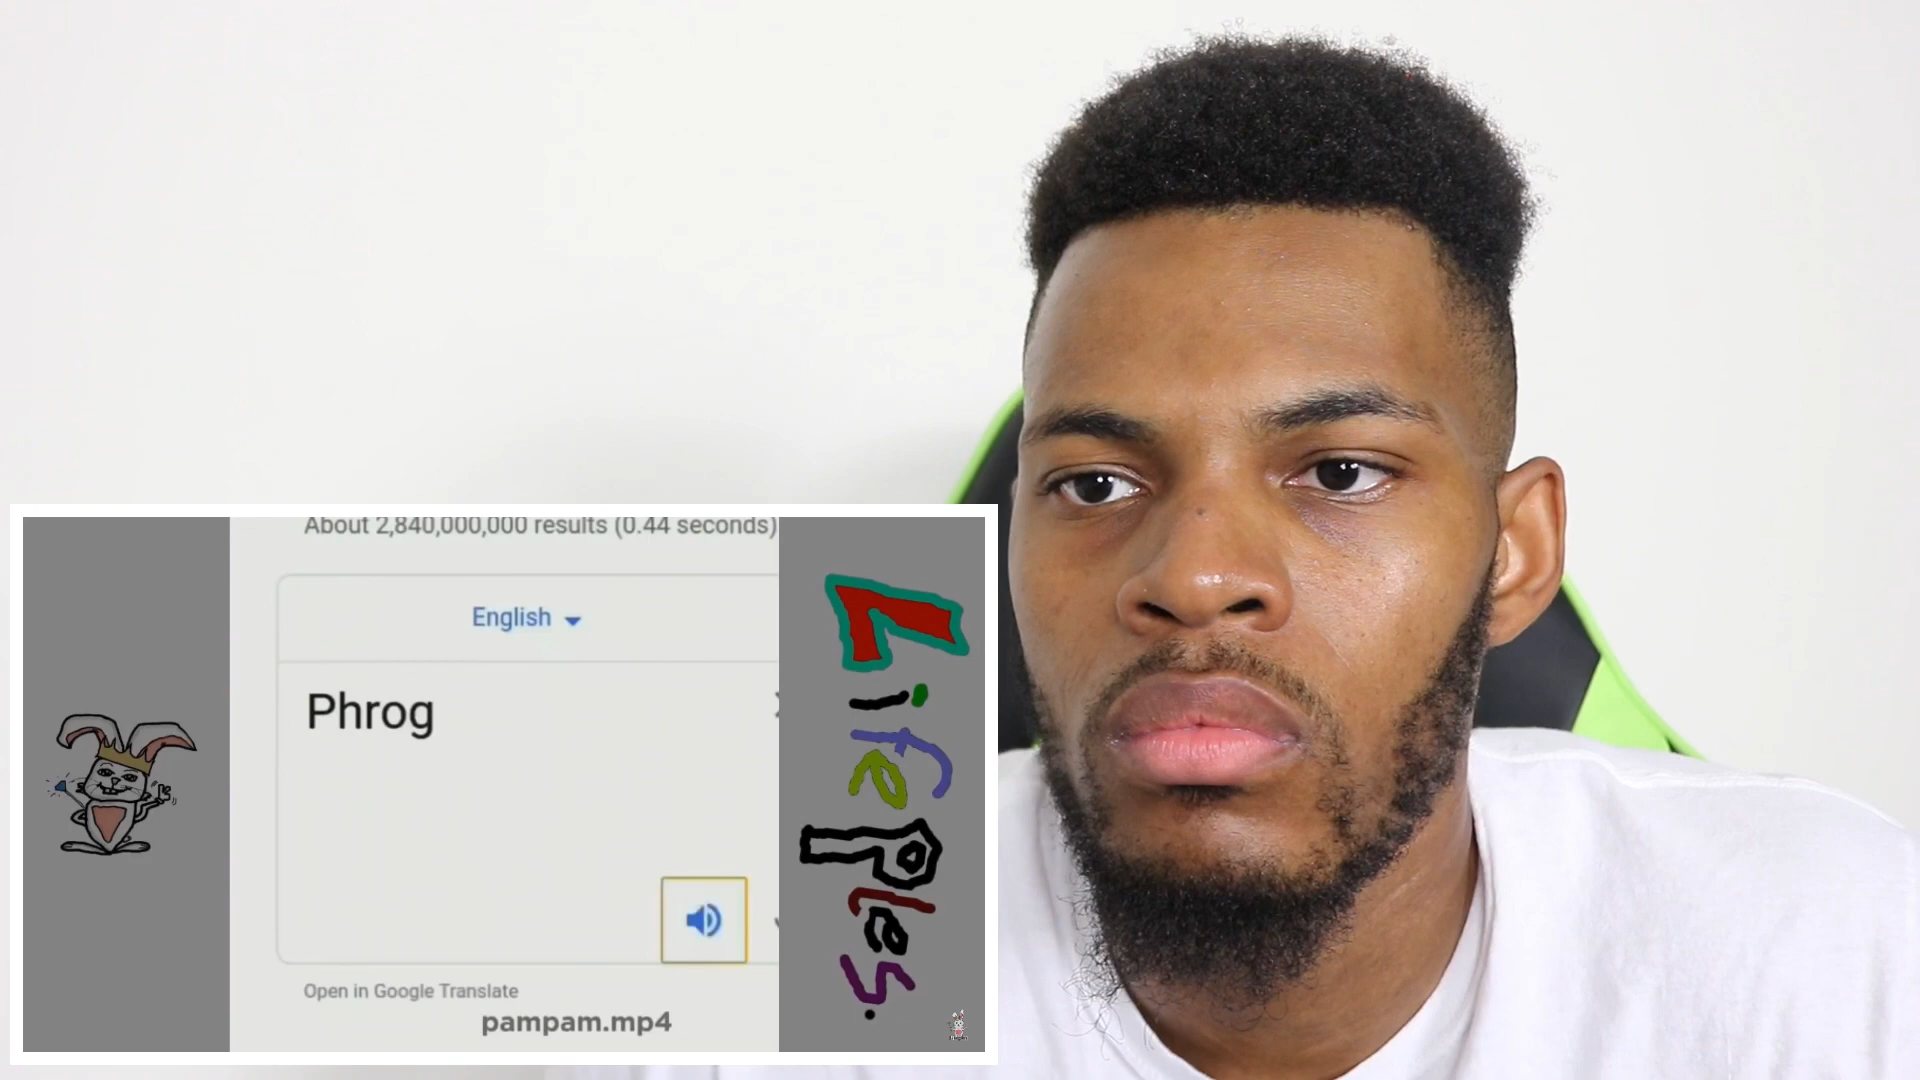 About 2,840,000,000 results (0.44 seconds)
English
Phrog
Open in Google Translate
pampam.mp4
Lifeples.